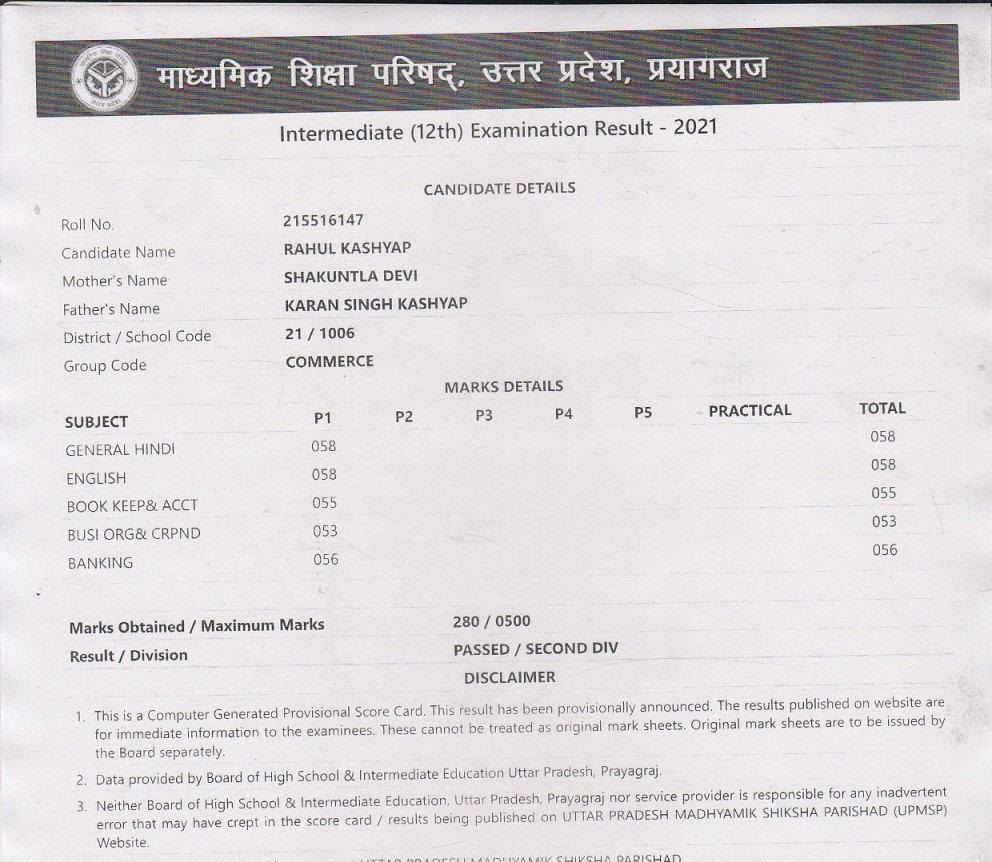 माध्यमिक शिक्षा परिषद्, उत्तर प्रदेश, प्रयागराज
Intermediate (12th) Examination Result - 2021
CANDIDATE DETAILS
Roll No. 215516147
Candidate Name RAHUL KASHYAP
Mother's Name SHAKUNTLA DEVI
Father's Name KARAN SINGH KASHYAP
District / School Code 21 / 1006
Group Code COMMERCE
MARKS DETAILS
SUBJECT P1 P2 P3 P4 P5 PRACTICAL TOTAL
GENERAL HINDI 058 058
ENGLISH 058 058
BOOK KEEP& ACCT 055 055
BUSI ORG& CRPND 053 053
BANKING 056 056
Marks Obtained / Maximum Marks 280 / 0500
Result / Division PASSED / SECOND DIV
DISCLAIMER
1. This is a Computer Generated Provisional Score Card. This result has been provisionally announced. The results published on website are
for immediate information to the examinees. These cannot be treated as original mark sheets. Original mark sheets are to be issued by
the Board separately.
2. Data provided by Board of High School & Intermediate Education Uttar Pradesh, Prayagraj.
3. Neither Board of High School & Intermediate Education, Uttar Pradesh, Prayagraj nor service provider is responsible for any inadvertent
error that may have crept in the score card / results being published on UTTAR PRADESH MADHYAMIK SHIKSHA PARISHAD (UPMSP)
Website.
UTTAR PRADESH MADHYAMIK SHIKSHA PARISHAD